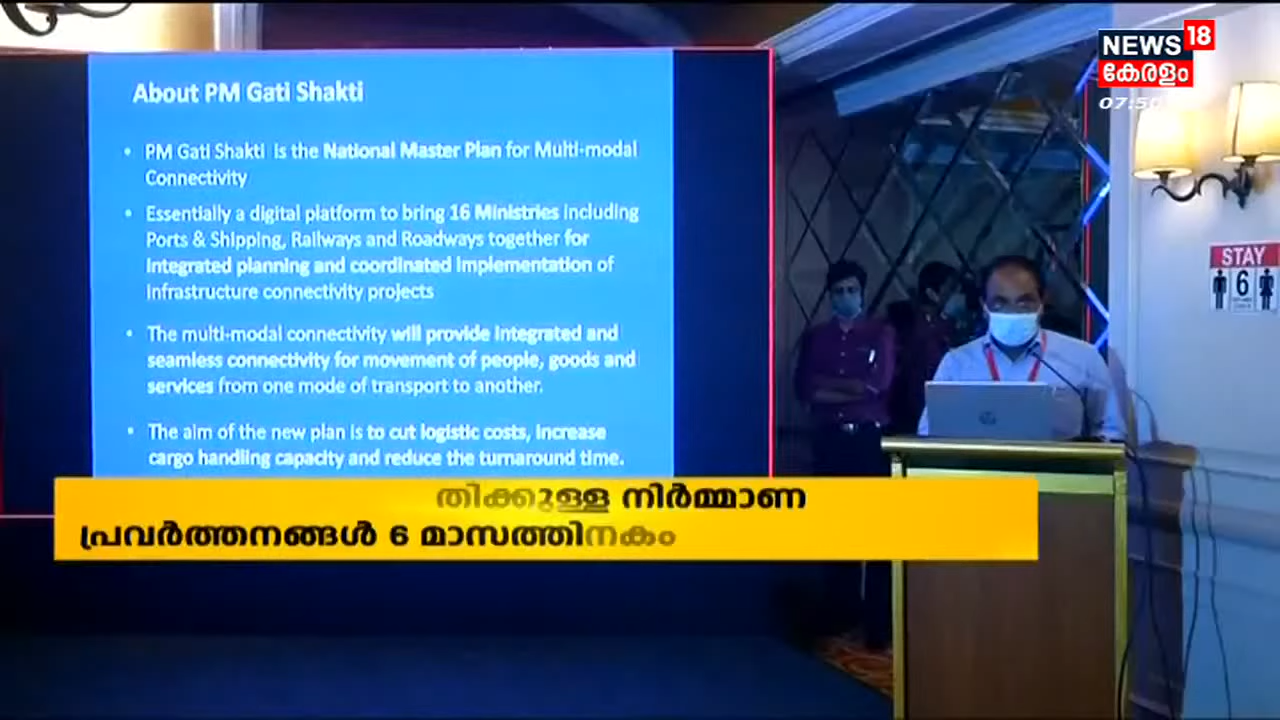 About PM Gati Shakti
• PM Gati Shakti is the National Master Plan for Multi-modal
Connectivity
• Essentially a digital platform to bring 16 Ministries including
Ports & Shipping, Railways and Roadways together for
integrated planning and coordinated implementation of
infrastructure connectivity projects
• The multi-modal connectivity will provide integrated and
seamless connectivity for movement of people, goods and
services from one mode of transport to another.
• The aim of the new plan is to cut logistic costs, increase
cargo handling capacity and reduce the turnaround time.
NEWS 18
കേരളം
STAY
6
hp
തിക്കുള്ള നിർമ്മാണ
പ്രവർത്തനങ്ങൾ 6 മാസത്തിനകം